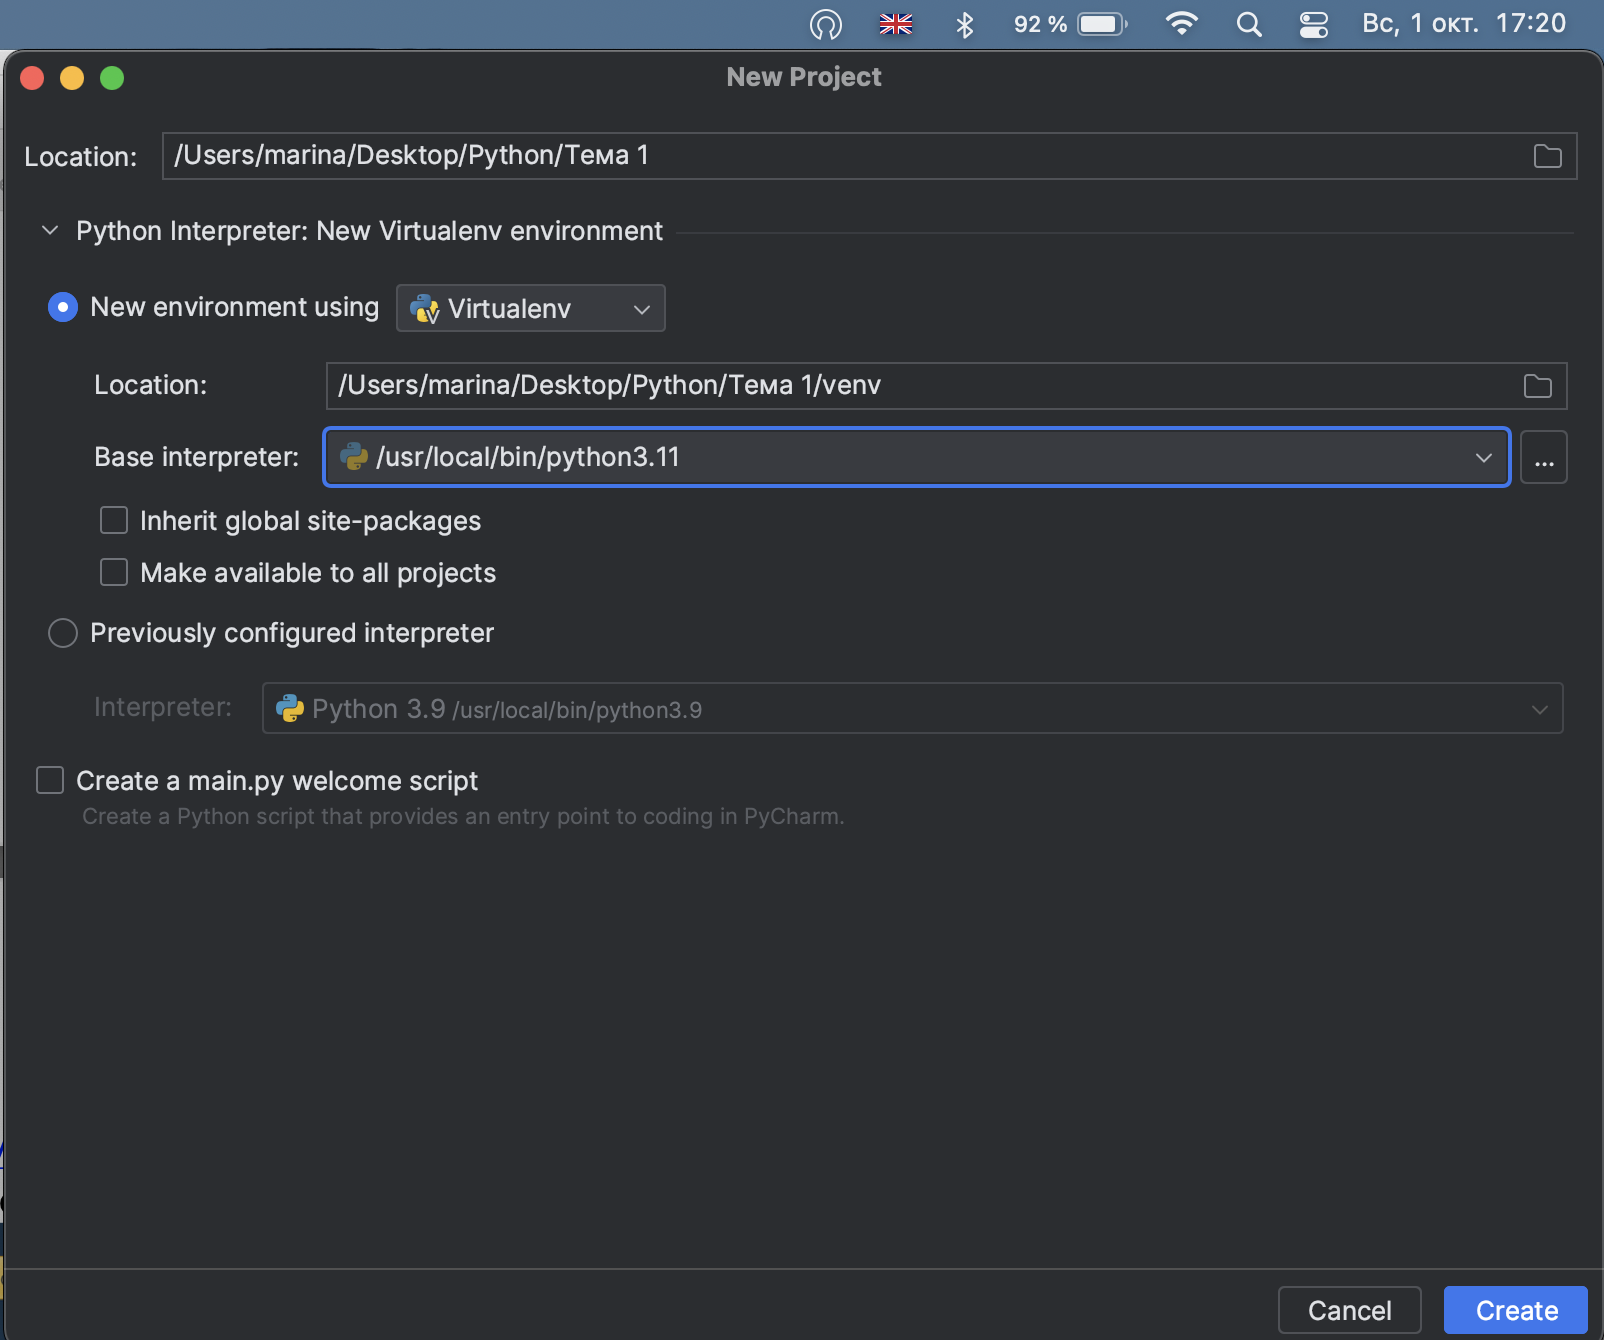 92 % Вс, 1 окт. 17:20
New Project
Location: /Users/marina/Desktop/Python/Тема 1
Python Interpreter: New Virtualenv environment
New environment using Virtualenv
Location: /Users/marina/Desktop/Python/Тема 1/venv
Base interpreter: /usr/local/bin/python3.11 ...
Inherit global site-packages
Make available to all projects
Previously configured interpreter
Interpreter: Python 3.9 /usr/local/bin/python3.9
Create a main.py welcome script
Create a Python script that provides an entry point to coding in PyCharm.
Cancel Create